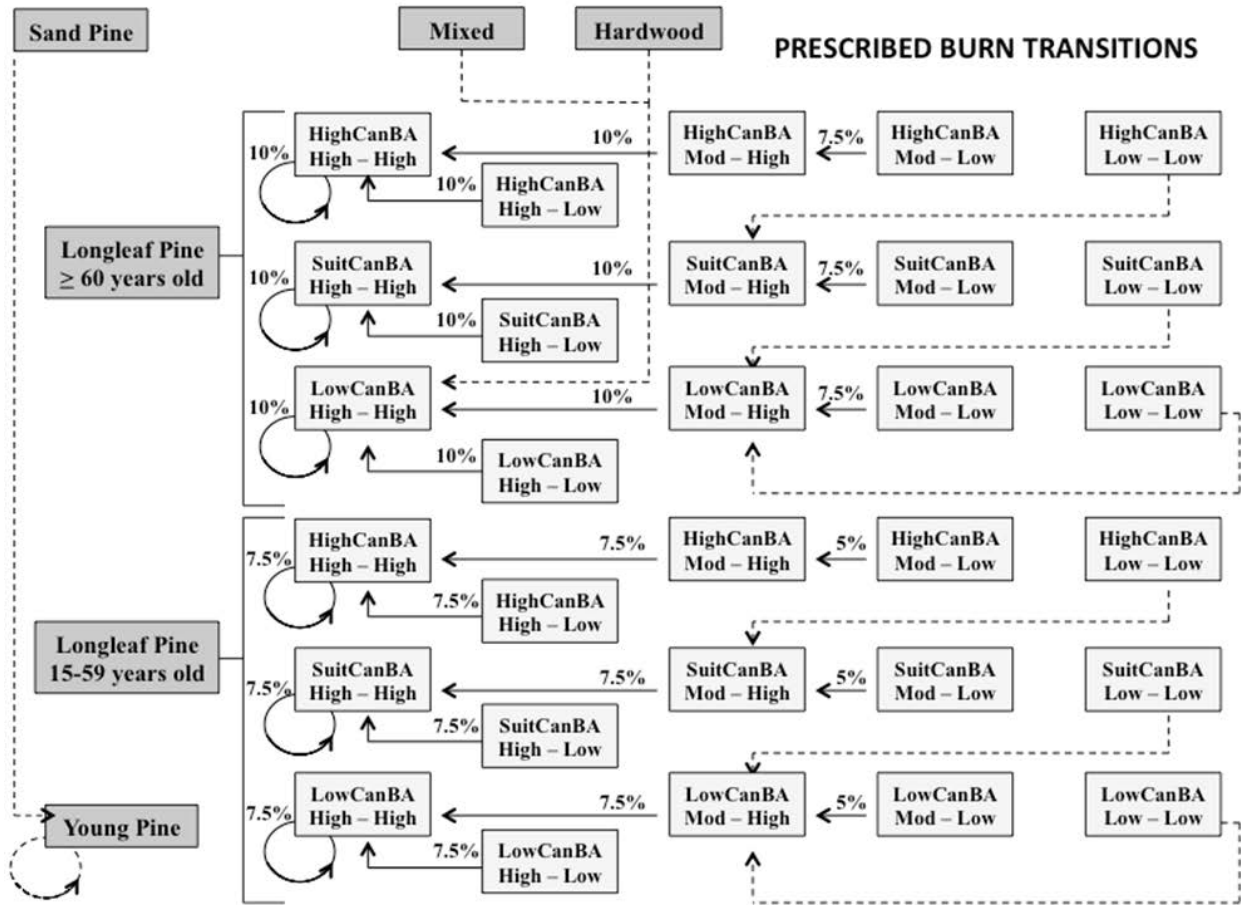 Sand Pine
Mixed
Hardwood
PRESCRIBED BURN TRANSITIONS
Longleaf Pine
≥ 60 years old
HighCanBA
High – High
10%
10%
HighCanBA
Mod – High
7.5%
HighCanBA
Mod – Low
HighCanBA
Low – Low
10%
HighCanBA
High – Low
SuitCanBA
High – High
10%
10%
SuitCanBA
Mod – High
7.5%
SuitCanBA
Mod – Low
SuitCanBA
Low – Low
10%
SuitCanBA
High – Low
LowCanBA
High – High
10%
10%
LowCanBA
Mod – High
7.5%
LowCanBA
Mod – Low
LowCanBA
Low – Low
10%
LowCanBA
High – Low
Longleaf Pine
15-59 years old
HighCanBA
High – High
7.5%
7.5%
HighCanBA
Mod – High
5%
HighCanBA
Mod – Low
HighCanBA
Low – Low
7.5%
HighCanBA
High – Low
SuitCanBA
High – High
7.5%
7.5%
SuitCanBA
Mod – High
5%
SuitCanBA
Mod – Low
SuitCanBA
Low – Low
7.5%
SuitCanBA
High – Low
LowCanBA
High – High
7.5%
7.5%
LowCanBA
Mod – High
5%
LowCanBA
Mod – Low
LowCanBA
Low – Low
7.5%
LowCanBA
High – Low
Young Pine